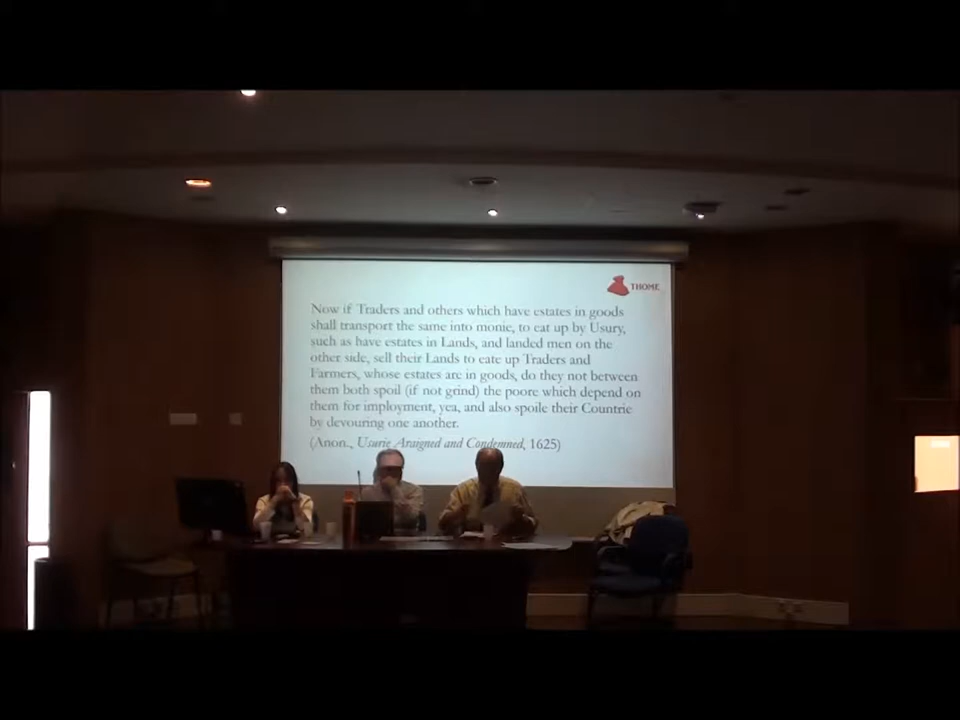 THOME
Now if Traders and others which have estates in goods
shall transport the same into monie, to eat up by Usury,
such as have estates in Lands, and landed men on the
other side, sell their Lands to eate up Traders and
Farmers, whose estates are in goods, do they not between
them both spoil (if not grind) the poore which depend on
them for imployment, yea, and also spoile their Countrie
by devouring one another.
(Anon., Usurie Araigned and Condemned, 1625)